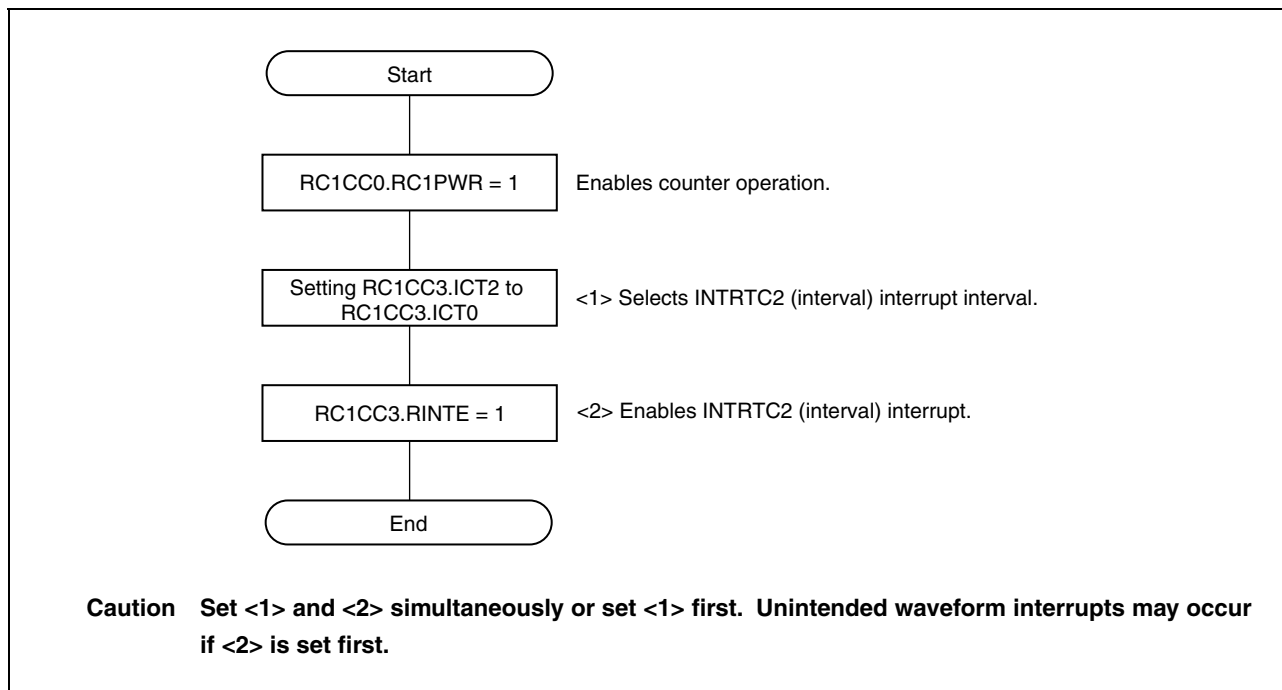 Start
RC1CC0.RC1PWR = 1
Enables counter operation.
Setting RC1CC3.ICT2 to
RC1CC3.ICT0
<1> Selects INTRTC2 (interval) interrupt interval.
RC1CC3.RINTE = 1
<2> Enables INTRTC2 (interval) interrupt.
End
Caution Set <1> and <2> simultaneously or set <1> first. Unintended waveform interrupts may occur
if <2> is set first.